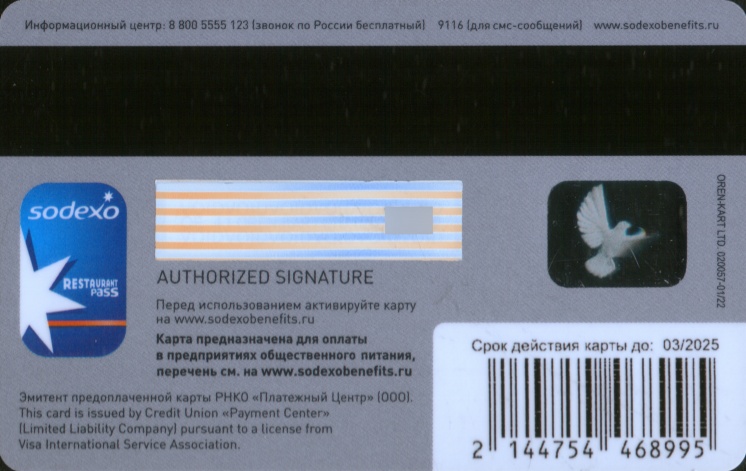 Информационный центр: 8 800 5555 123 (звонок по России бесплатный) 9116 (для смс-сообщений) www.sodexobenefits.ru
sodexo
RESTAURANT
PASS
AUTHORIZED SIGNATURE
Перед использованием активируйте карту
на www.sodexobenefits.ru
Карта предназначена для оплаты
в предприятиях общественного питания,
перечень см. на www.sodexobenefits.ru
OREN-KART LTD. 020057-01/22
Срок действия карты до: 03/2025
2 144754 468995
Эмитент предоплаченной карты РНКО «Платежный Центр» (ООО).
This card is issued by Credit Union «Payment Center»
(Limited Liability Company) pursuant to a license from
Visa International Service Association.